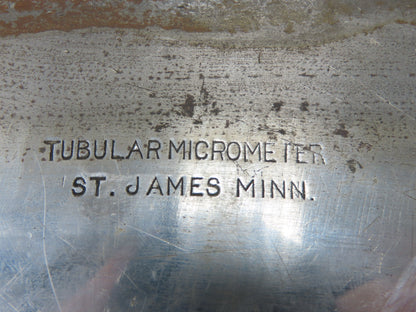 TUBULAR MICROMETER
ST. JAMES MINN.